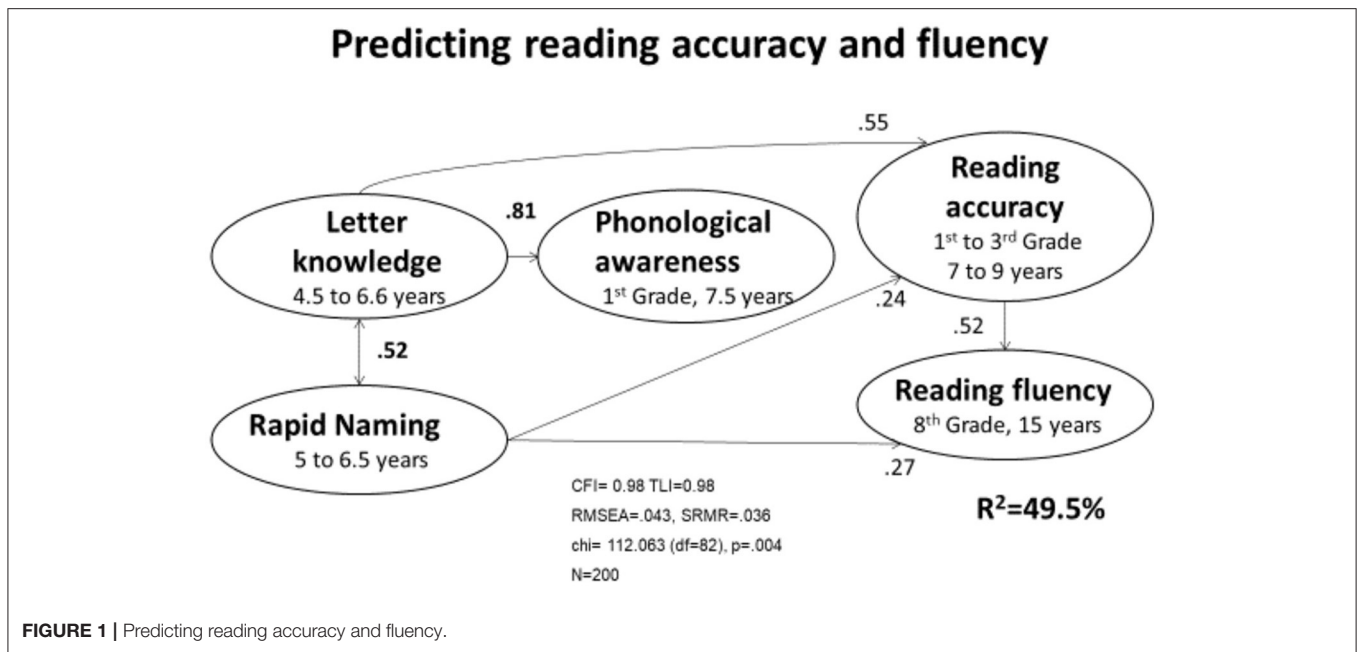 Predicting reading accuracy and fluency
.55
Reading
accuracy
1st to 3rd Grade
7 to 9 years
Letter
knowledge
4.5 to 6.6 years
.81
Phonological
awareness
1st Grade, 7.5 years
.24
.52
.52
Rapid Naming
5 to 6.5 years
Reading fluency
8th Grade, 15 years
.27
CFI= 0.98 TLI=0.98
RMSEA=.043, SRMR=.036
chi= 112.063 (df=82), p=.004
N=200
R²=49.5%
FIGURE 1 | Predicting reading accuracy and fluency.